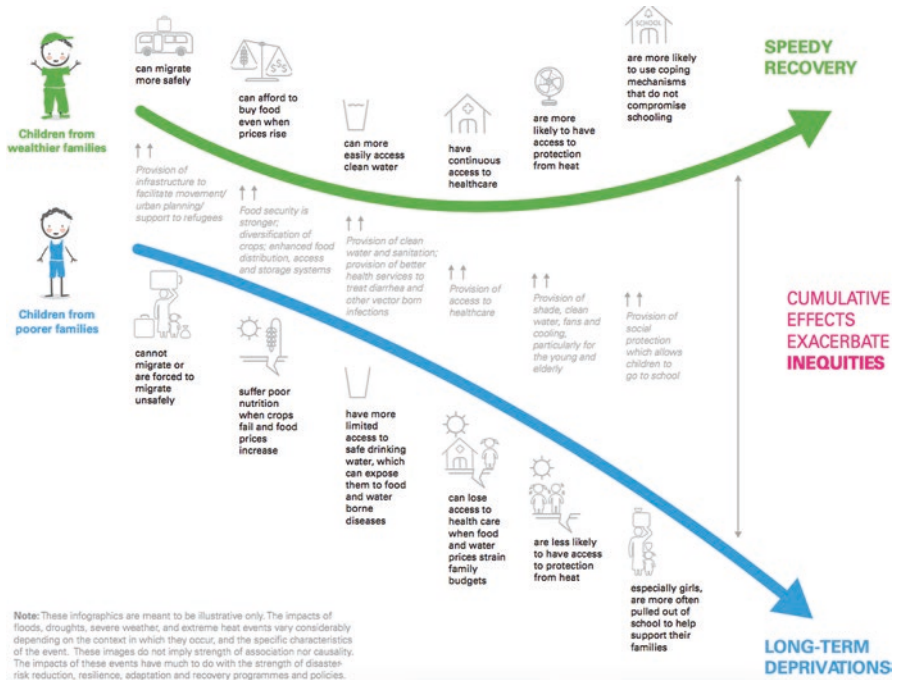 Children from
wealthier families
can migrate
more safely
can afford to
buy food
even when
prices rise
$$$
can more
easily access
clean water
have
continuous
access to
healthcare
are more
likely to have
access to
protection
from heat
SCHOOL
are more likely
to use coping
mechanisms
that do not
compromise
schooling
SPEEDY
RECOVERY
Provision of
infrastructure to
facilitate movement/
urban planning/
support to refugees
Food security is
stronger;
diversification of
crops; enhanced food
distribution, access
and storage systems
Provision of clean
water and sanitation;
provision of better
health services to
treat diarrhea and
other vector born
infections
Provision of
access to
healthcare
Provision of
shade, clean
water, fans and
cooling,
particularly for
the young and
elderly
Provision of
social
protection
which allows
children to
go to school
CUMULATIVE
EFFECTS
EXACERBATE
INEQUITIES
Children from
poorer families
cannot
migrate or
are forced to
migrate
unsafely
suffer poor
nutrition
when crops
fail and food
prices
increase
have more
limited
access to
safe drinking
water, which
can expose
them to food
and water
borne
diseases
can lose
access to
health care
when food
and water
prices strain
family
budgets
are less likely
to have access
to protection
from heat
especially girls,
are more often
pulled out of
school to help
support their
families
LONG-TERM
DEPRIVATIONS
Note: These infographics are meant to be illustrative only. The impacts of
floods, droughts, severe weather, and extreme heat events vary considerably
depending on the context in which they occur, and the specific characteristics
of the event. These images do not imply strength of association nor causality.
The impacts of these events have much to do with the strength of disaster-
risk reduction, resilience, adaptation and recovery programmes and policies.